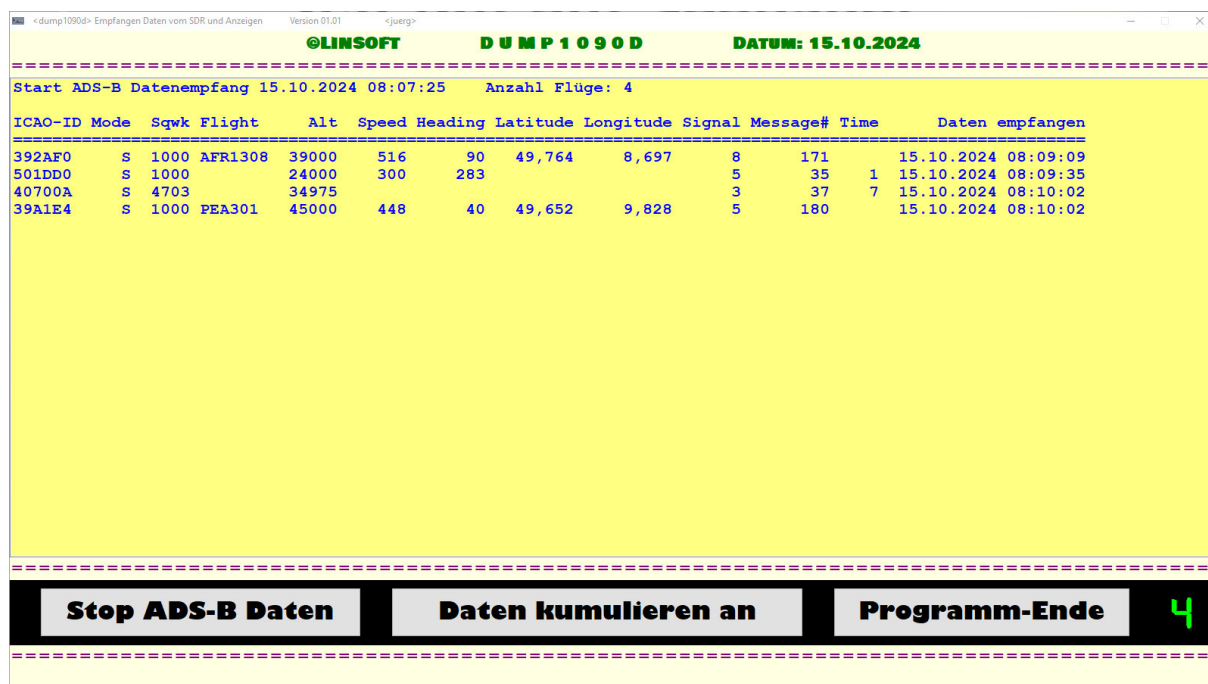 <dump1090d> Empfangen Daten vom SDR und Anzeigen Version 01.01 <juerg>
@LINSOFT D U M P 1 0 9 0 D DATUM: 15.10.2024
Start ADS-B Datenempfang 15.10.2024 08:07:25 Anzahl Flüge: 4
ICAO-ID Mode Sqwk Flight Alt Speed Heading Latitude Longitude Signal Message# Time Daten empfangen
392AF0 S 1000 AFR1308 39000 516 90 49,764 8,697 8 171 15.10.2024 08:09:09
501DD0 S 1000 24000 300 283 5 35 1 15.10.2024 08:09:35
40700A S 4703 34975 3 37 7 15.10.2024 08:10:02
39A1E4 S 1000 PEA301 45000 448 40 49,652 9,828 5 180 15.10.2024 08:10:02
Stop ADS-B Daten Daten kumulieren an Programm-Ende 4